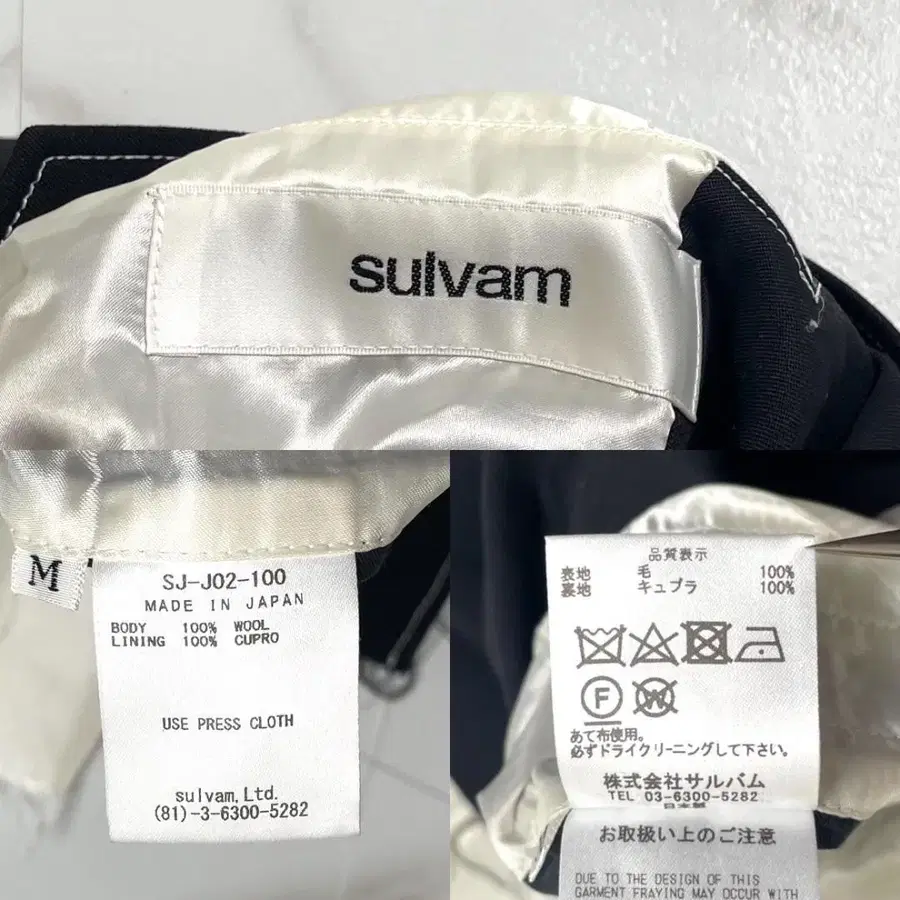 sulvam
M
SJ-J02-100
MADE IN JAPAN
BODY 100% WOOL
LINING 100% CUPRO
USE PRESS CLOTH
sulvam, Ltd.
(81)-3-6300-5282
品質表示
表地 毛 100%
裏地 キュプラ 100%
F W
あて布使用。
必ずドライクリーニングして下さい。
株式会社サルバム
TEL 03-6300-5282
日本製
お取扱い上のご注意
DUE TO THE DESIGN OF THIS
GARMENT FRAYING MAY OCCUR WITH